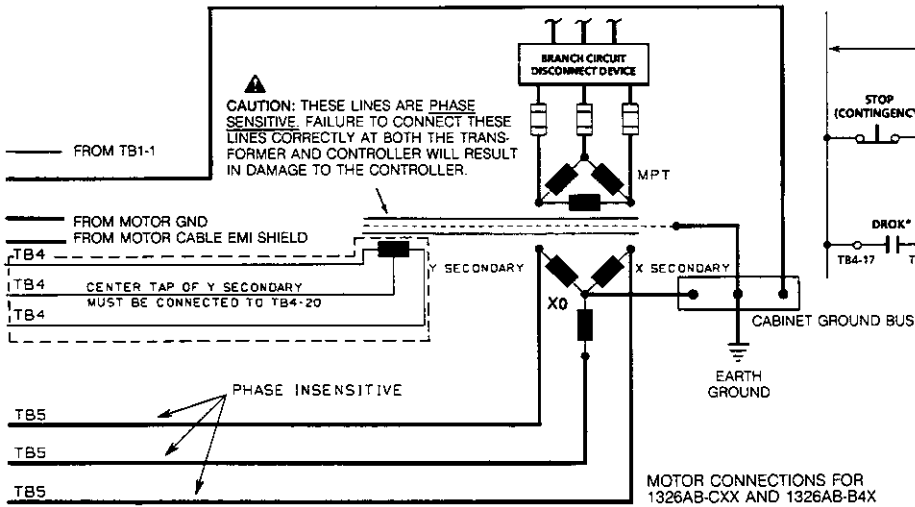 BRANCH CIRCUIT
DISCONNECT DEVICE
CAUTION: THESE LINES ARE PHASE
SENSITIVE. FAILURE TO CONNECT THESE
LINES CORRECTLY AT BOTH THE TRANS-
FORMER AND CONTROLLER WILL RESULT
IN DAMAGE TO THE CONTROLLER.
STOP
(CONTINGENCY
FROM TB1-1
MPT
FROM MOTOR GND
FROM MOTOR CABLE EMI SHIELD
DROK*
TB4-17
T
TB4
Y SECONDARY
X SECONDARY
TB4
CENTER TAP OF Y SECONDARY
MUST BE CONNECTED TO TB4-20
X0
TB4
CABINET GROUND BUS
EARTH
GROUND
PHASE INSENSITIVE
TB5
TB5
TB5
MOTOR CONNECTIONS FOR
1326AB-CXX AND 1326AB-B4X